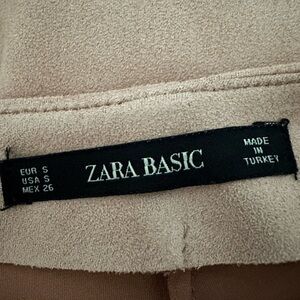 EUR S
USA S
MEX 26
ZARA BASIC
MADE
IN
TURKEY